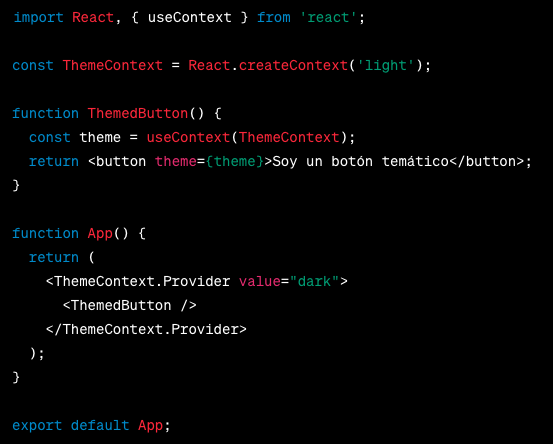 import React, { useContext } from 'react';
const ThemeContext = React.createContext('light');
function ThemedButton() {
  const theme = useContext(ThemeContext);
  return <button theme={theme}>Soy un botón temático</button>;
}
function App() {
  return (
    <ThemeContext.Provider value="dark">
      <ThemedButton />
    </ThemeContext.Provider>
  );
}
export default App;